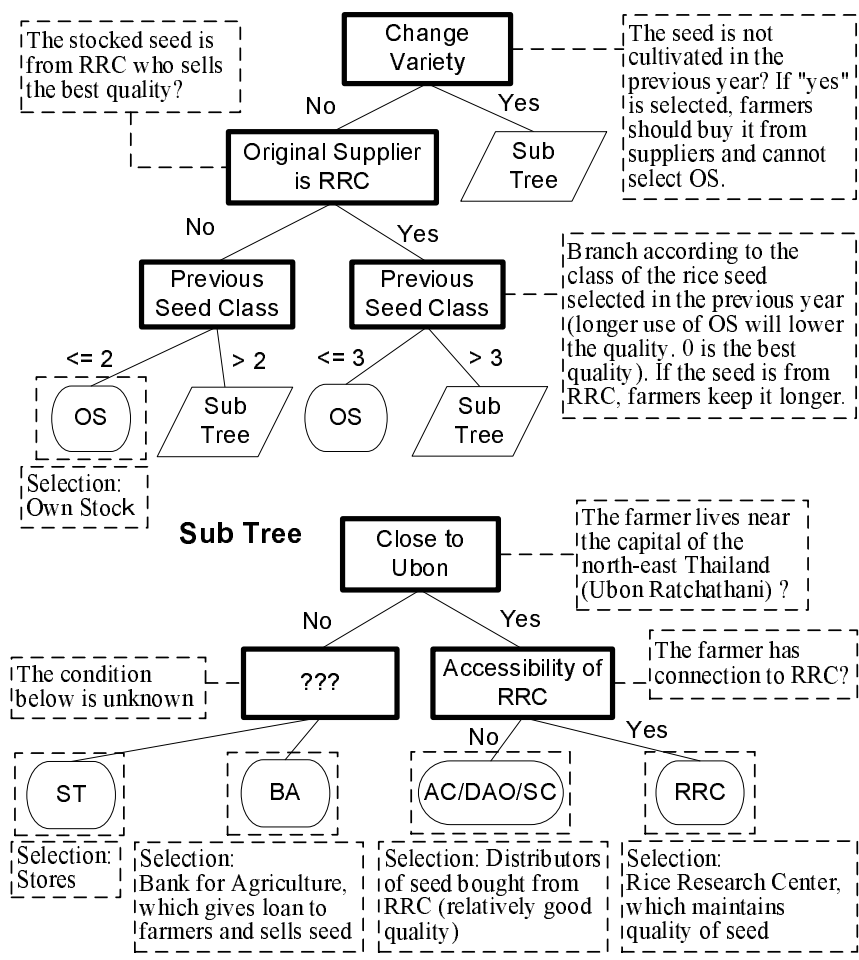 The stocked seed is
from RRC who sells
the best quality?
Change
Variety
The seed is not
cultivated in the
previous year? If "yes"
is selected, farmers
should buy it from
suppliers and cannot
select OS.
No
Yes
Original Supplier
is RRC
Sub
Tree
No
Yes
Previous
Seed Class
Previous
Seed Class
Branch according to the
class of the rice seed
selected in the previous
year (longer use of OS will lower
the quality. 0 is the best
quality). If the seed is from
RRC, farmers keep it longer.
<= 2
> 2
<= 3
> 3
OS
Sub
Tree
OS
Sub
Tree
Selection:
Own Stock
Sub Tree
Close to
Ubon
The farmer lives near
the capital of the
north-east Thailand
(Ubon Ratchathani) ?
No
Yes
The condition
below is unknown
???
Accessibility of
RRC
The farmer has
connection to RRC?
No
Yes
ST
BA
AC/DAO/SC
RRC
Selection:
Stores
Selection:
Bank for Agriculture,
which gives loan to
farmers and sells seed
Selection: Distributors
of seed bought from
RRC (relatively good
quality)
Selection:
Rice Research Center,
which maintains
quality of seed